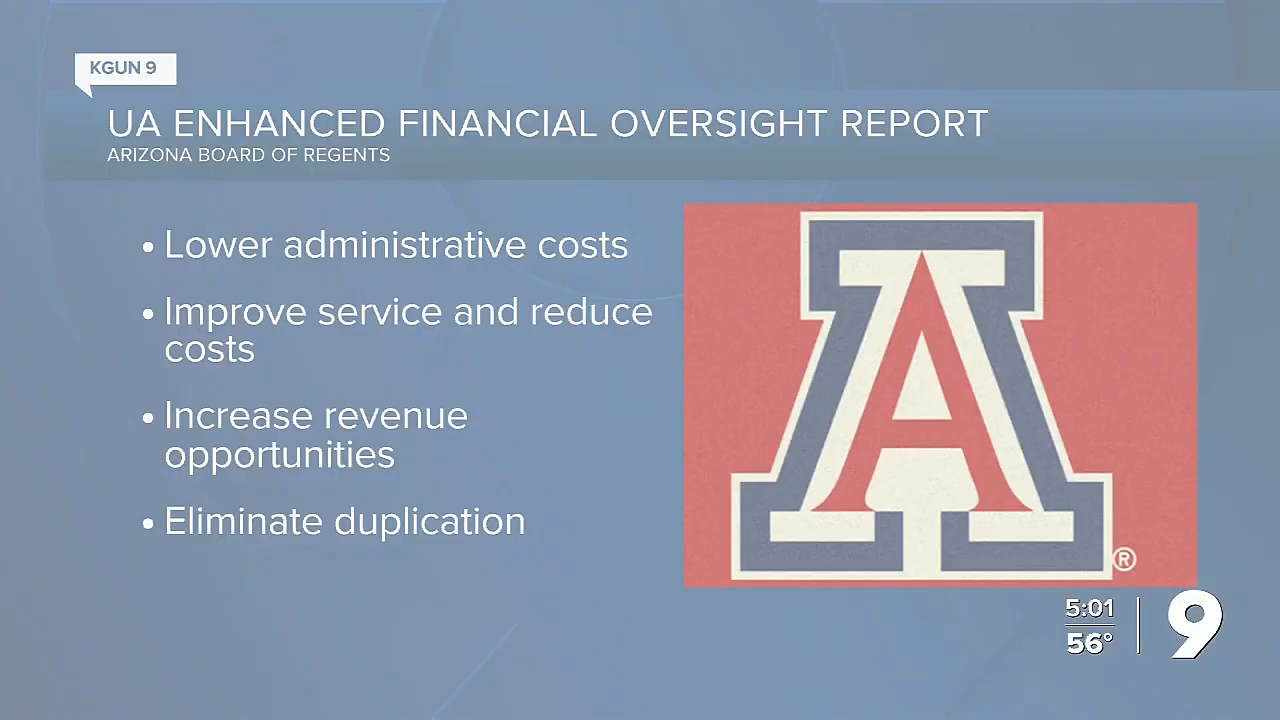 KGUN 9
UA ENHANCED FINANCIAL OVERSIGHT REPORT
ARIZONA BOARD OF REGENTS
• Lower administrative costs
• Improve service and reduce
costs
• Increase revenue
opportunities
• Eliminate duplication
A
®
5:01
56°
9